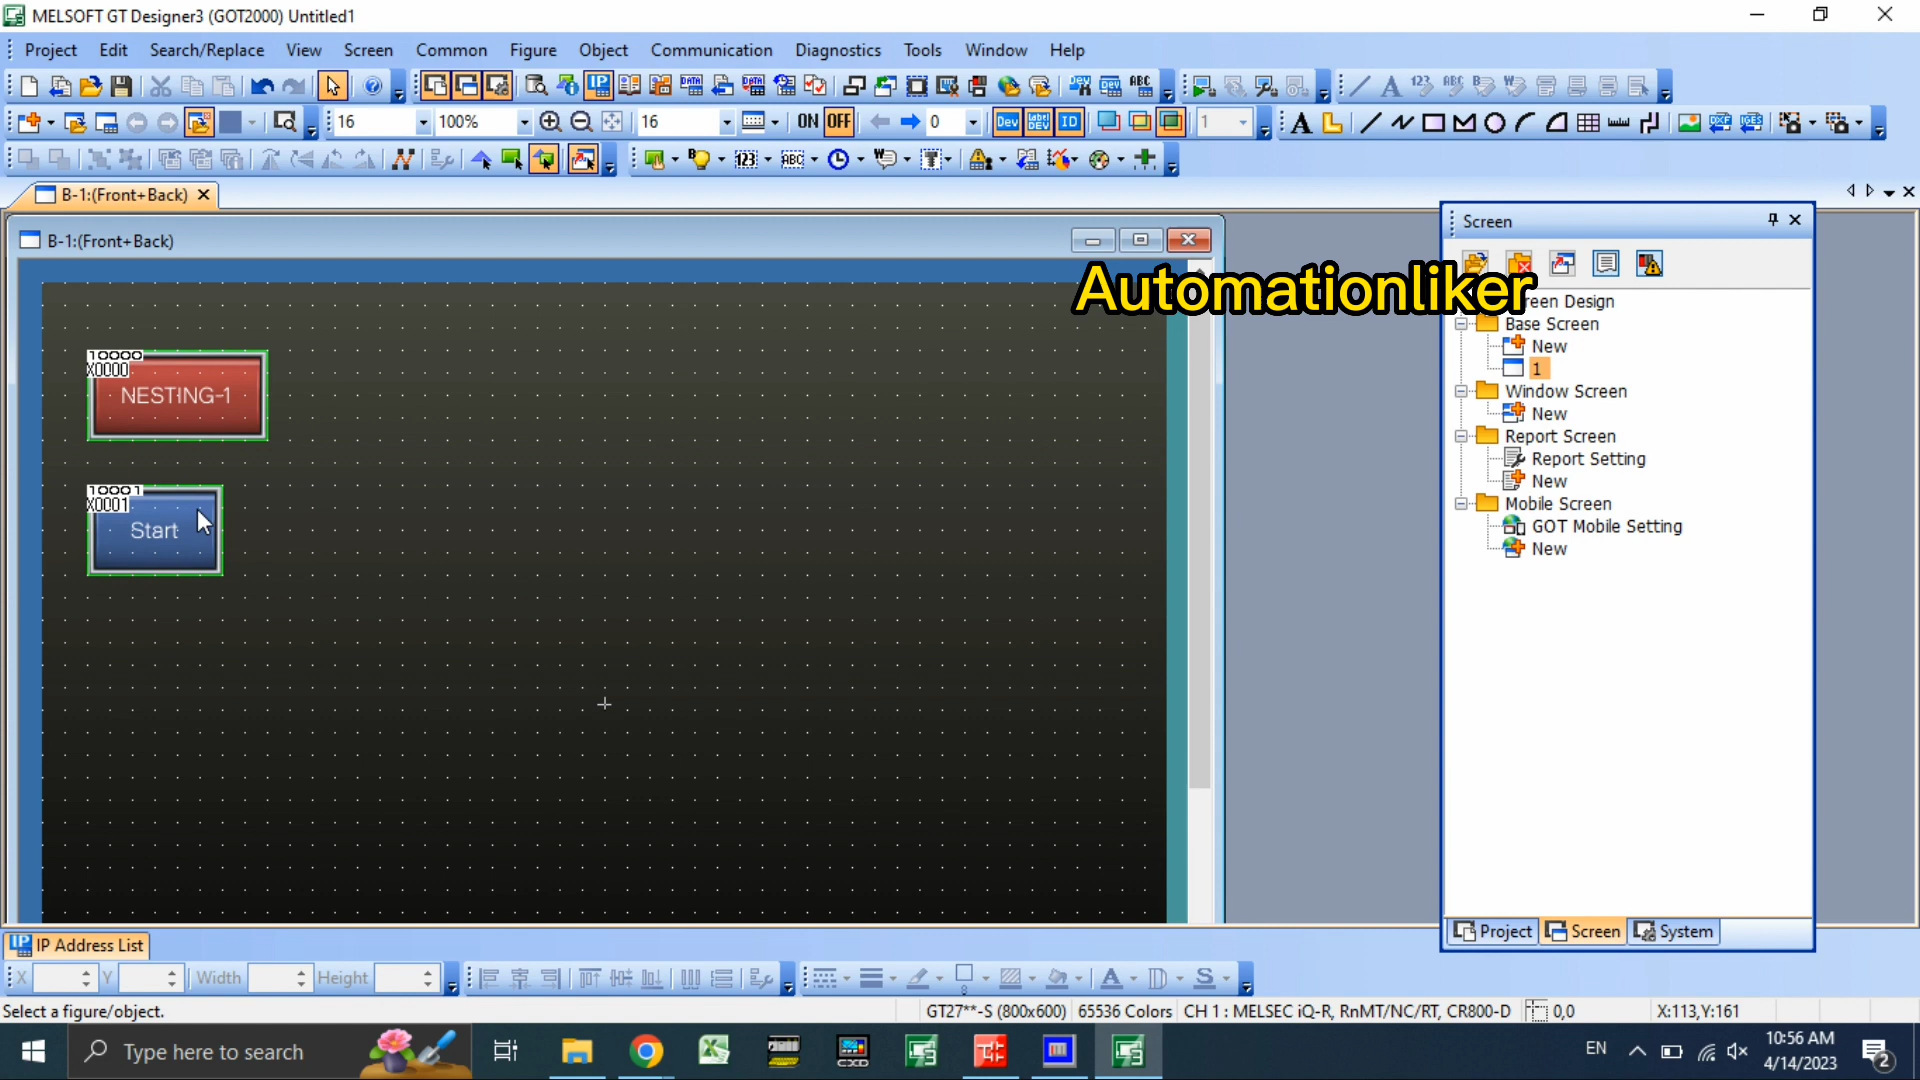 MELSOFT GT Designer3 (GOT2000) Untitled1
Project Edit Search/Replace View Screen Common Figure Object Communication Diagnostics Tools Window Help
16 100% 16 ON OFF 0 Dev ID 1
B-1:(Front+Back)
B-1:(Front+Back)
Screen
Automationliker
reen Design
Base Screen
New
1
Window Screen
New
Report Screen
Report Setting
New
Mobile Screen
GOT Mobile Setting
New
10000
X0000
NESTING-1
10001
X0001
Start
Project Screen System
IP Address List
X Y Width Height
Select a figure/object.
GT27**-S (800x600) 65536 Colors CH 1 : MELSEC iQ-R, RnMT/NC/RT, CR800-D 0,0 X:113,Y:161
Type here to search
EN
10:56 AM
4/14/2023
2